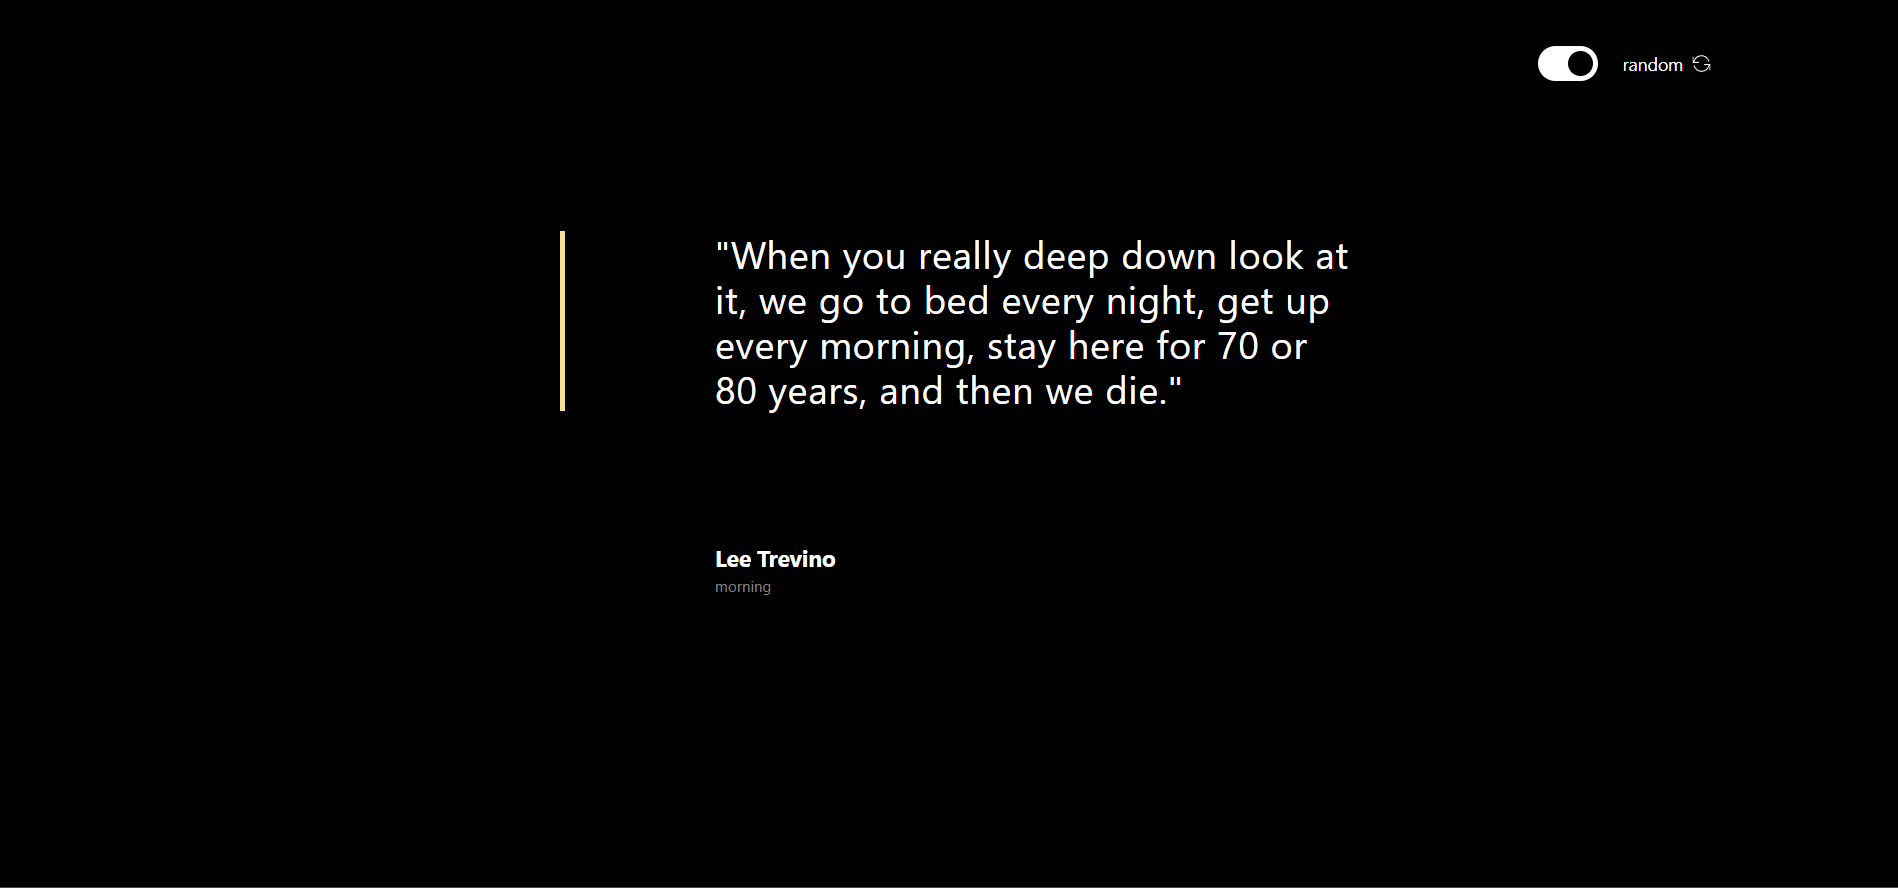 random
"When you really deep down look at
it, we go to bed every night, get up
every morning, stay here for 70 or
80 years, and then we die."
Lee Trevino
morning